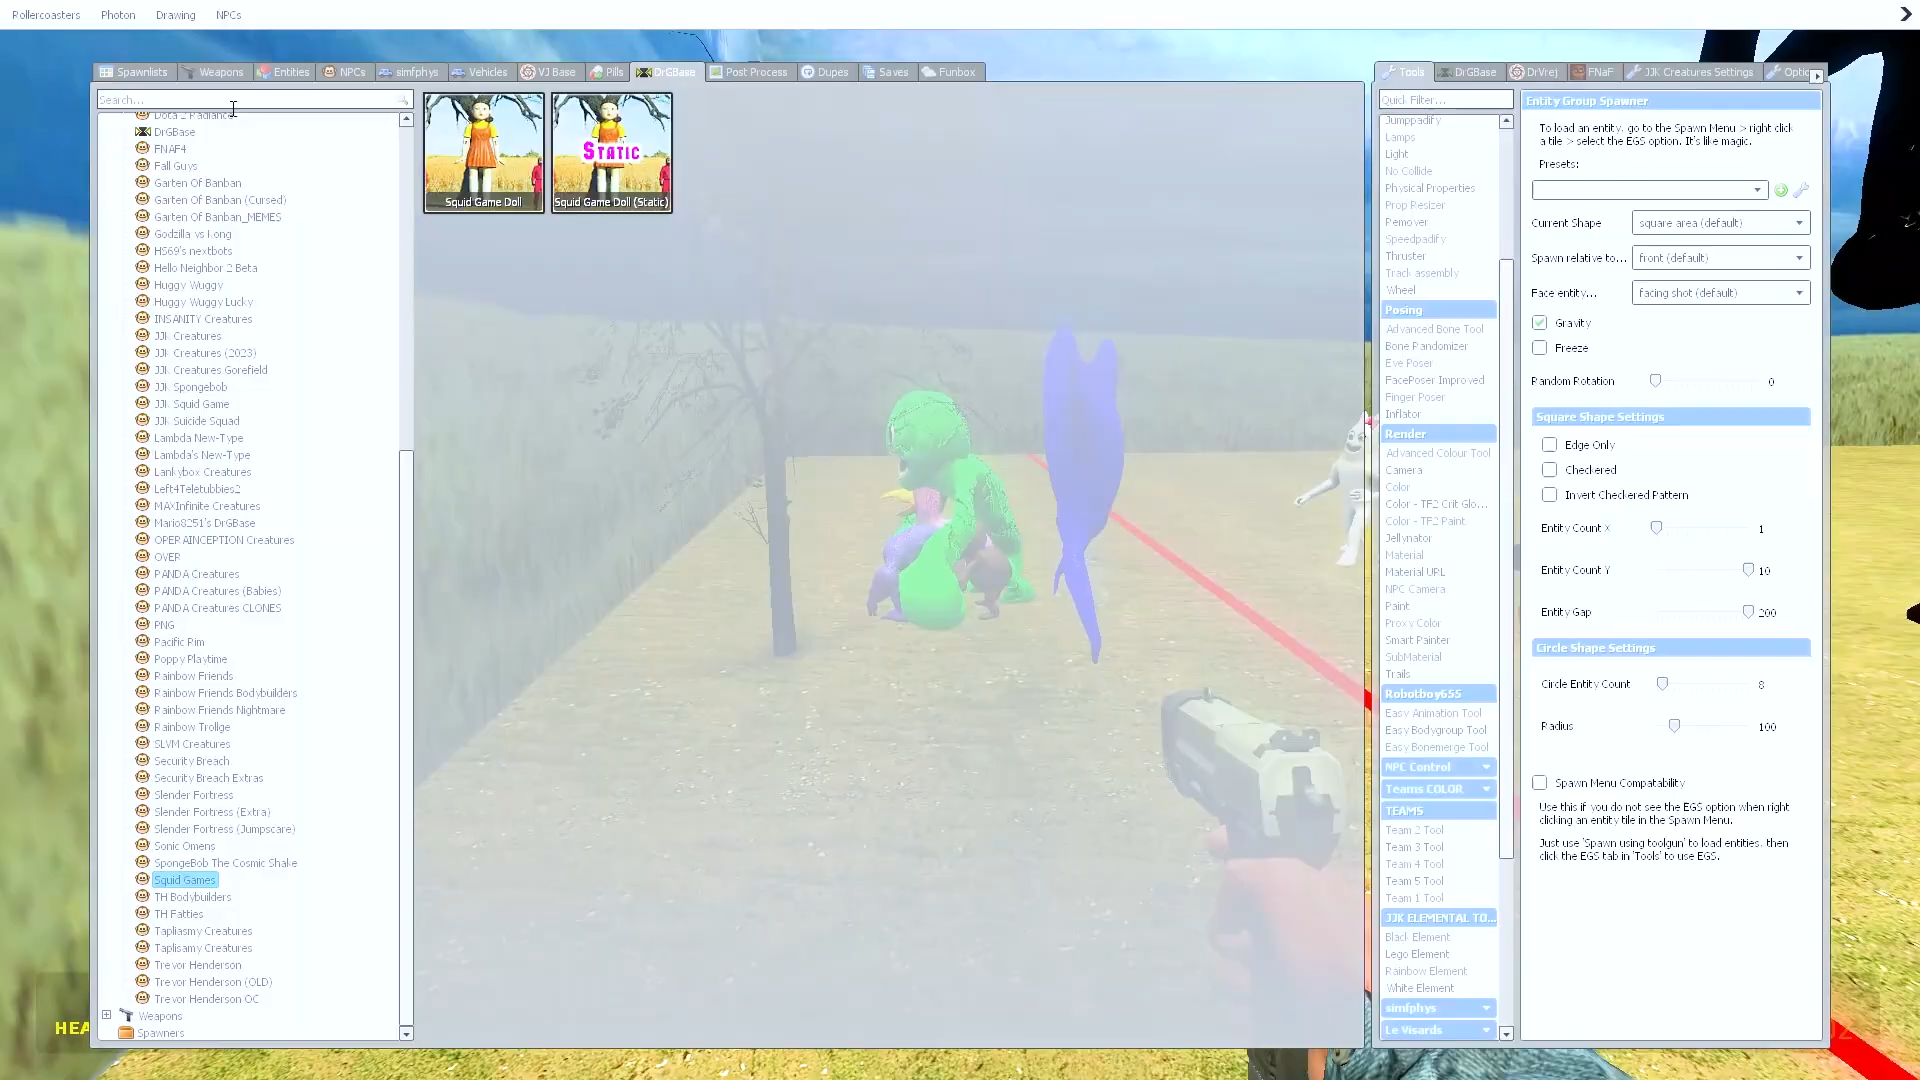 Rollercoasters Photon Drawing NPCs
Spawnlists Weapons Entities NPCs simfphys Vehicles VJ Base Pills DrGBase Post Process Dupes Saves Funbox
Search...
Dota 2 Radiance
DrGBase
FNAF4
Fall Guys
Garten Of Banban
Garten Of Banban (Cursed)
Garten Of Banban_MEMES
Godzilla vs Kong
HS69's nextbots
Hello Neighbor 2 Beta
Huggy Wuggy
Huggy Wuggy Lucky
INSANITY Creatures
JJK Creatures
JJK Creatures (2023)
JJK Creatures Gorefield
JJK Spongebob
JJK Squid Game
JJK Suicide Squad
Lambda New-Type
Lambda's New-Type
Lankybox Creatures
Left4Teletubbies2
MAXInfinite Creatures
Mario8251's DrGBase
OPERAINCEPTION Creatures
OVER
PANDA Creatures
PANDA Creatures (Babies)
PANDA Creatures CLONES
PNG
Pacific Rim
Poppy Playtime
Rainbow Friends
Rainbow Friends Bodybuilders
Rainbow Friends Nightmare
Rainbow Trollge
SLVM Creatures
Security Breach
Security Breach Extras
Slender Fortress
Slender Fortress (Extra)
Slender Fortress (Jumpscare)
Sonic Omens
SpongeBob The Cosmic Shake
Squid Games
TH Bodybuilders
TH Fatties
Tapliasmy Creatures
Taplisamy Creatures
Trevor Henderson
Trevor Henderson (OLD)
Trevor Henderson OC
Weapons
Spawners
HEA
Squid Game Doll
STATIC
Squid Game Doll (Static)
Tools DrGBase DrVrej FNaF JJK Creatures Settings Optio
Quick Filter...
Jumppadify
Lamps
Light
No Collide
Physical Properties
Prop Resizer
Remover
Speedpadify
Thruster
Track assembly
Wheel
Posing
Advanced Bone Tool
Bone Randomizer
Eye Poser
FacePoser Improved
Finger Poser
Inflator
Render
Advanced Colour Tool
Camera
Color
Color - TF2 Crit Glo...
Color - TF2 Paint
Jellynator
Material
Material URL
NPC Camera
Paint
Proxy Color
Smart Painter
SubMaterial
Trails
Robotboy655
Easy Animation Tool
Easy Bodygroup Tool
Easy Bonemerge Tool
NPC Control
Teams COLOR
TEAMS
Team 2 Tool
Team 3 Tool
Team 4 Tool
Team 5 Tool
Team 1 Tool
JJK ELEMENTAL TO...
Black Element
Lego Element
Rainbow Element
White Element
simfphys
Le Visards
Entity Group Spawner
To load an entity, go to the Spawn Menu > right click
a tile > select the EGS option. It's like magic.
Presets:
Current Shape square area (default)
Spawn relative to... front (default)
Face entity... facing shot (default)
Gravity
Freeze
Random Rotation 0
Square Shape Settings
Edge Only
Checkered
Invert Checkered Pattern
Entity Count X 1
Entity Count Y 10
Entity Gap 200
Circle Shape Settings
Circle Entity Count 8
Radius 100
Spawn Menu Compatability
Use this if you do not see the EGS option when right
clicking an entity tile in the Spawn Menu.
Just use 'Spawn using toolgun' to load entities, then
click the EGS tab in 'Tools' to use EGS.